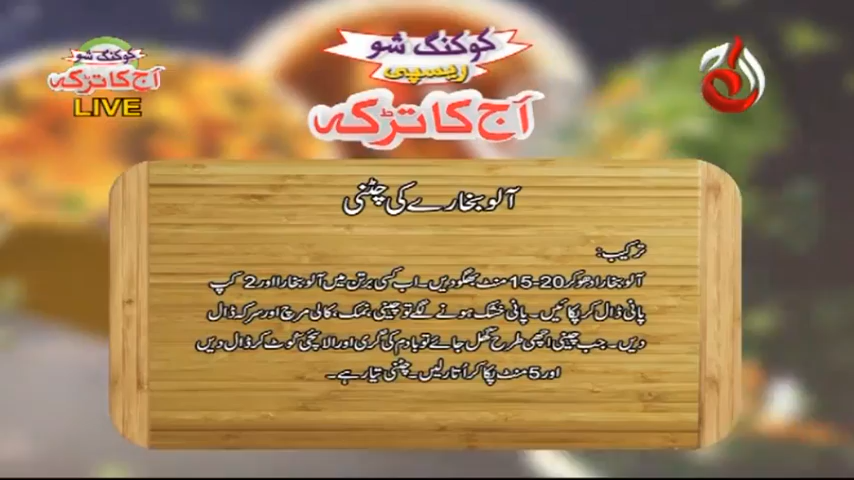 کوکنگ شو
آج کا تڑکہ
LIVE
کوکنگ شو
ریسپی
آج کا تڑکہ
آلو بخارے کی چٹنی
ترکیب:
آلو بخارا دھو کر 20-15 منٹ بھگو دیں۔ اب کسی برتن میں آلو بخارا اور 2 کپ
پانی ڈال کر پکائیں۔ پانی خشک ہونے لگے تو چینی، نمک، کالی مرچ اور سرکہ ڈال
دیں۔ جب چینی اچھی طرح گھل جائے تو بادم کی گری اور الائچی کوٹ کر ڈال دیں
اور 5 منٹ پکا کر اُتار لیں۔ چٹنی تیار ہے۔